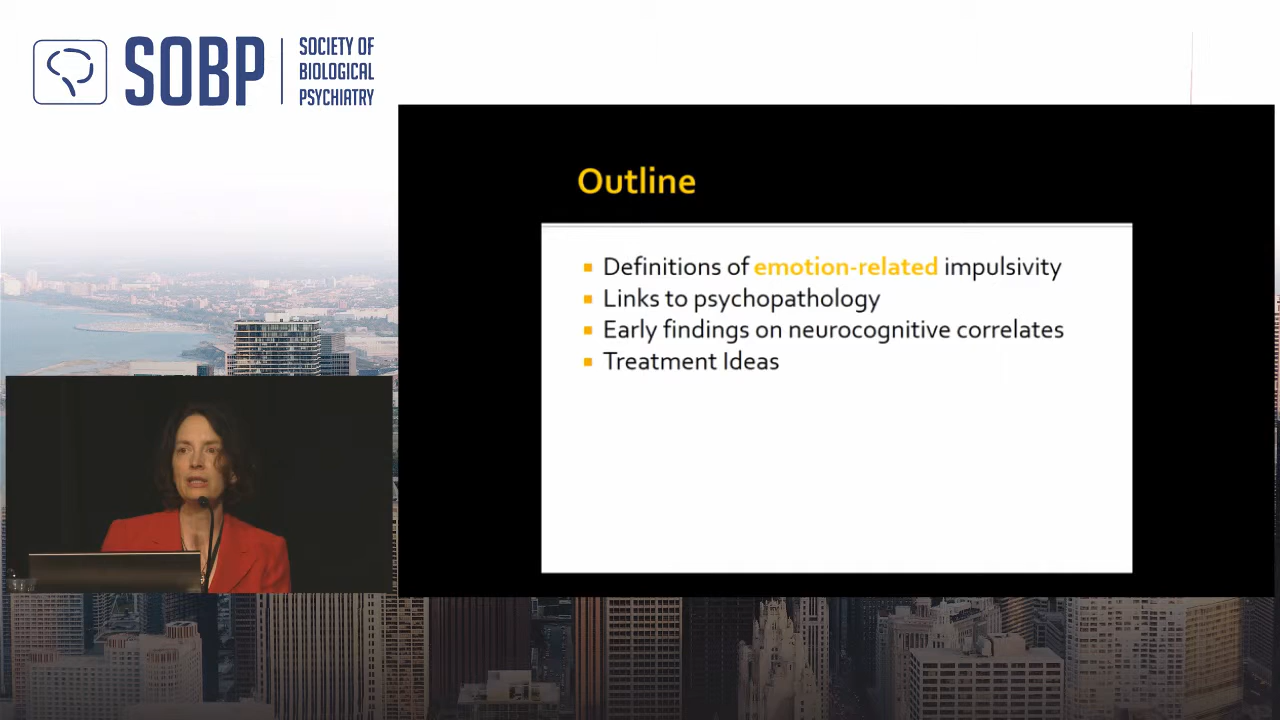 SOBP
SOCIETY OF
BIOLOGICAL
PSYCHIATRY
Outline
Definitions of emotion-related impulsivity
Links to psychopathology
Early findings on neurocognitive correlates
Treatment Ideas